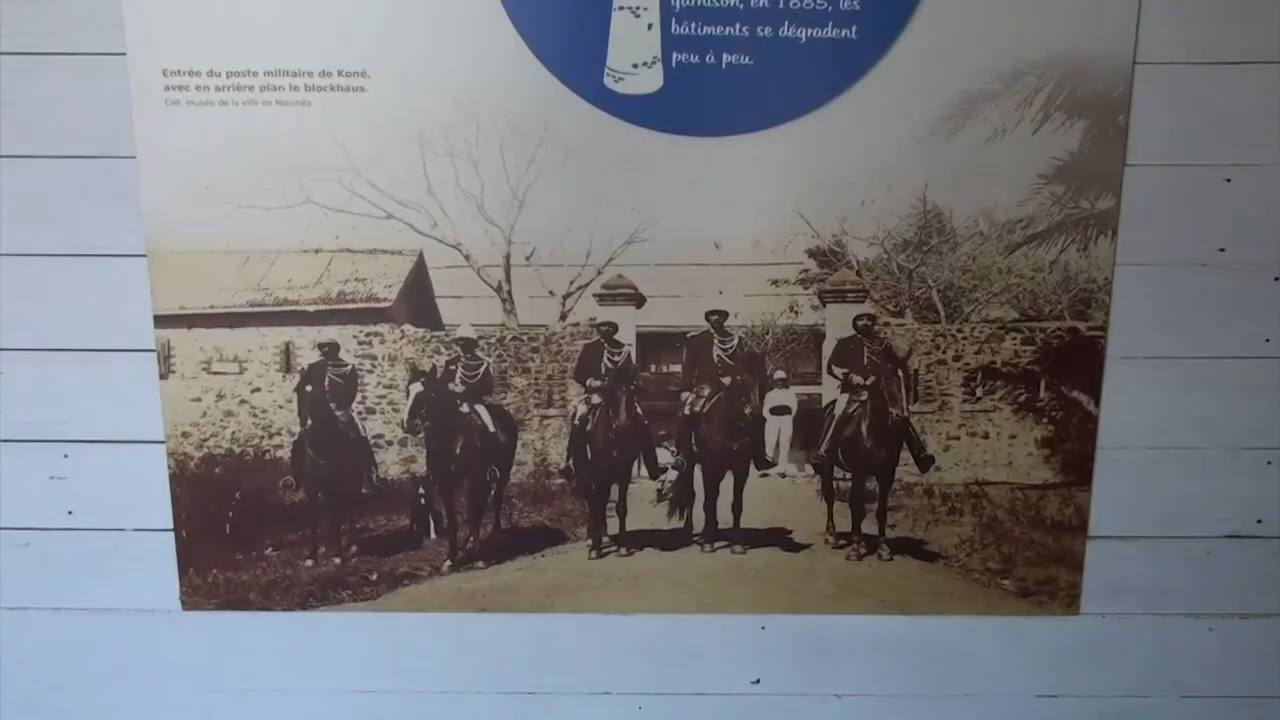 Entrée du poste militaire de Koné,
avec en arrière plan le blockhaus.
Coll. musée de la ville de Nouméa
garnison, en 1885, les
bâtiments se dégradent
peu à peu.